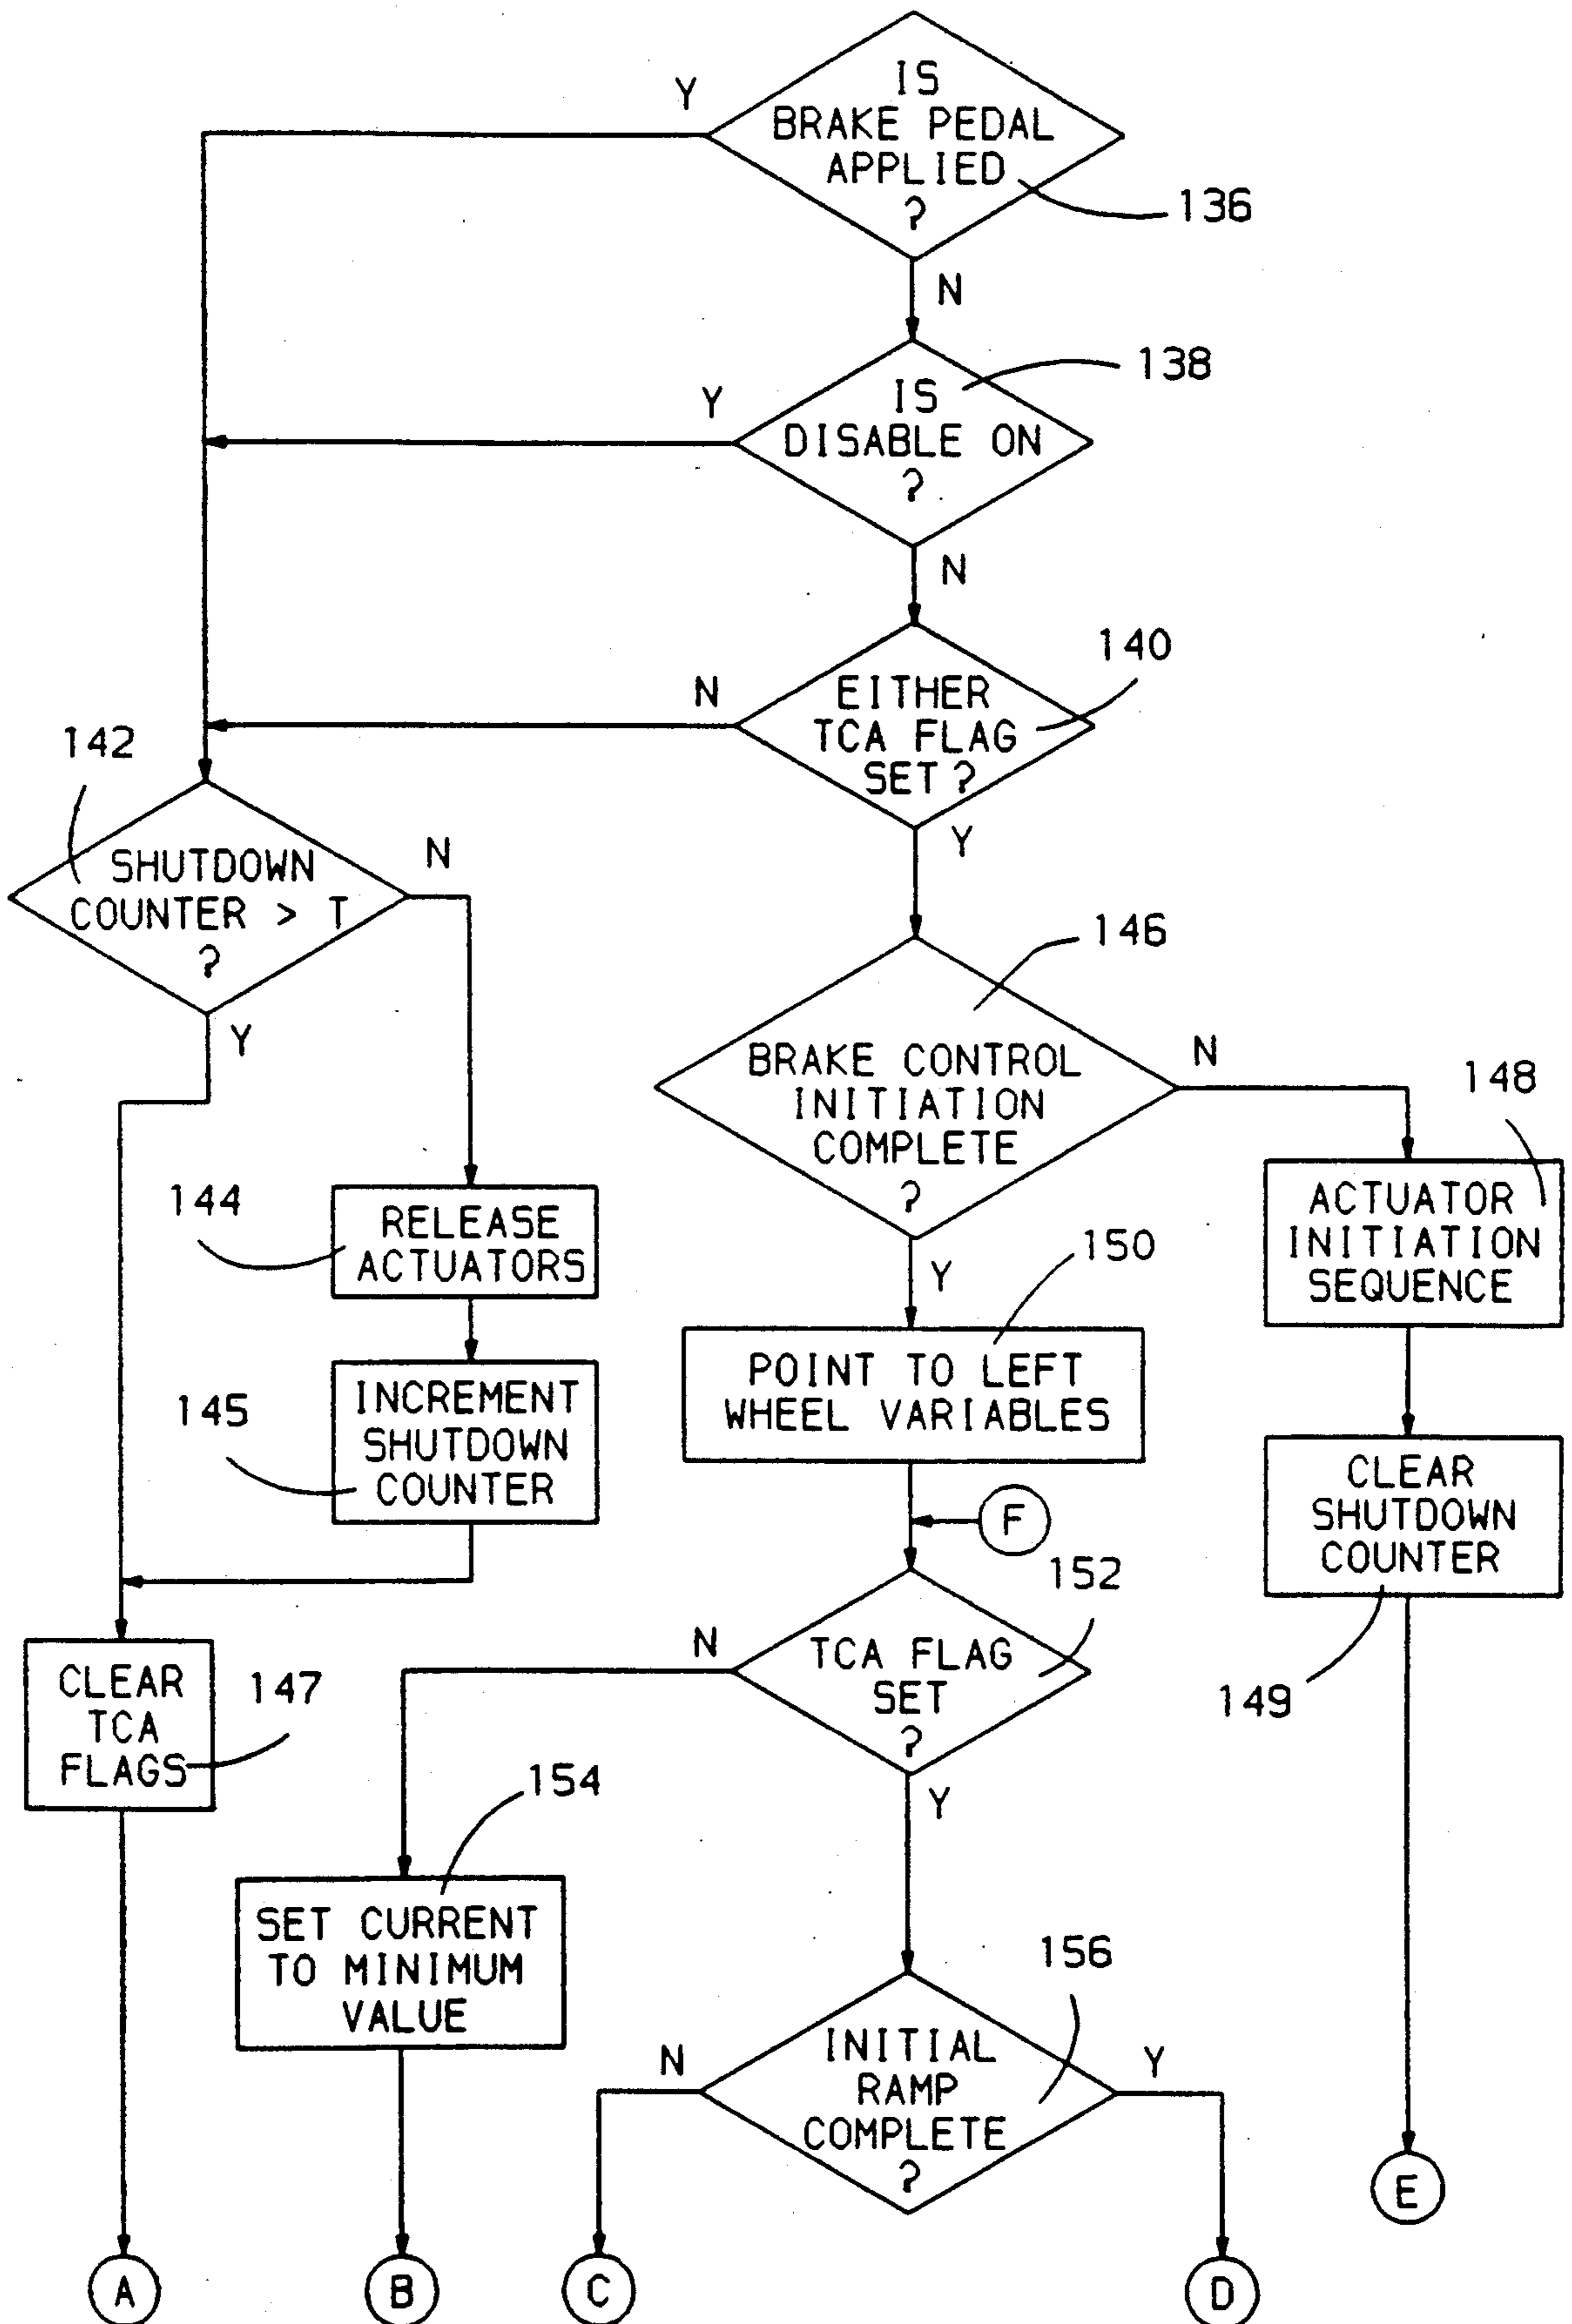 IS
BRAKE PEDAL
APPLIED
?
Y
136
N
IS
DISABLE ON
?
138
Y
N
EITHER
TCA FLAG
SET ?
140
N
Y
142
SHUTDOWN
COUNTER > T
?
N
Y
146
BRAKE CONTROL
INITIATION
COMPLETE
?
N
Y
148
ACTUATOR
INITIATION
SEQUENCE
144
RELEASE
ACTUATORS
150
POINT TO LEFT
WHEEL VARIABLES
145
INCREMENT
SHUTDOWN
COUNTER
CLEAR
SHUTDOWN
COUNTER
149
F
152
TCA FLAG
SET
?
N
Y
CLEAR
TCA
FLAGS
147
154
SET CURRENT
TO MINIMUM
VALUE
156
INITIAL
RAMP
COMPLETE
?
N
Y
E
A
B
C
D